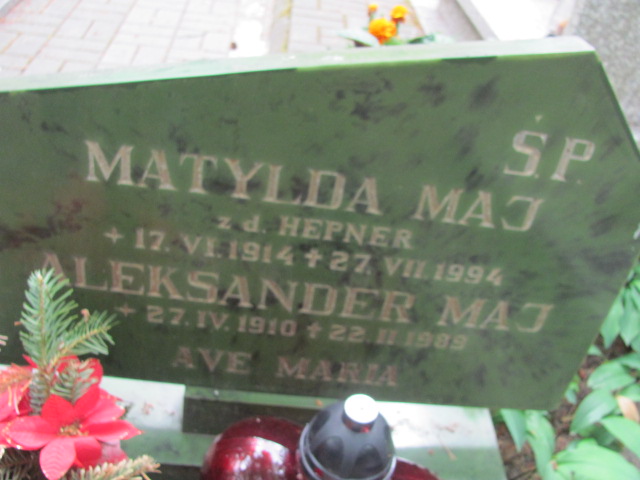 Ś.P.
MATYLDA MAJ
z d. HEPNER
+ 17. VI. 1914 + 27. VII. 1994
ALEKSANDER MAJ
+ 27. IV. 1910 + 22. II 1989
AVE MARIA